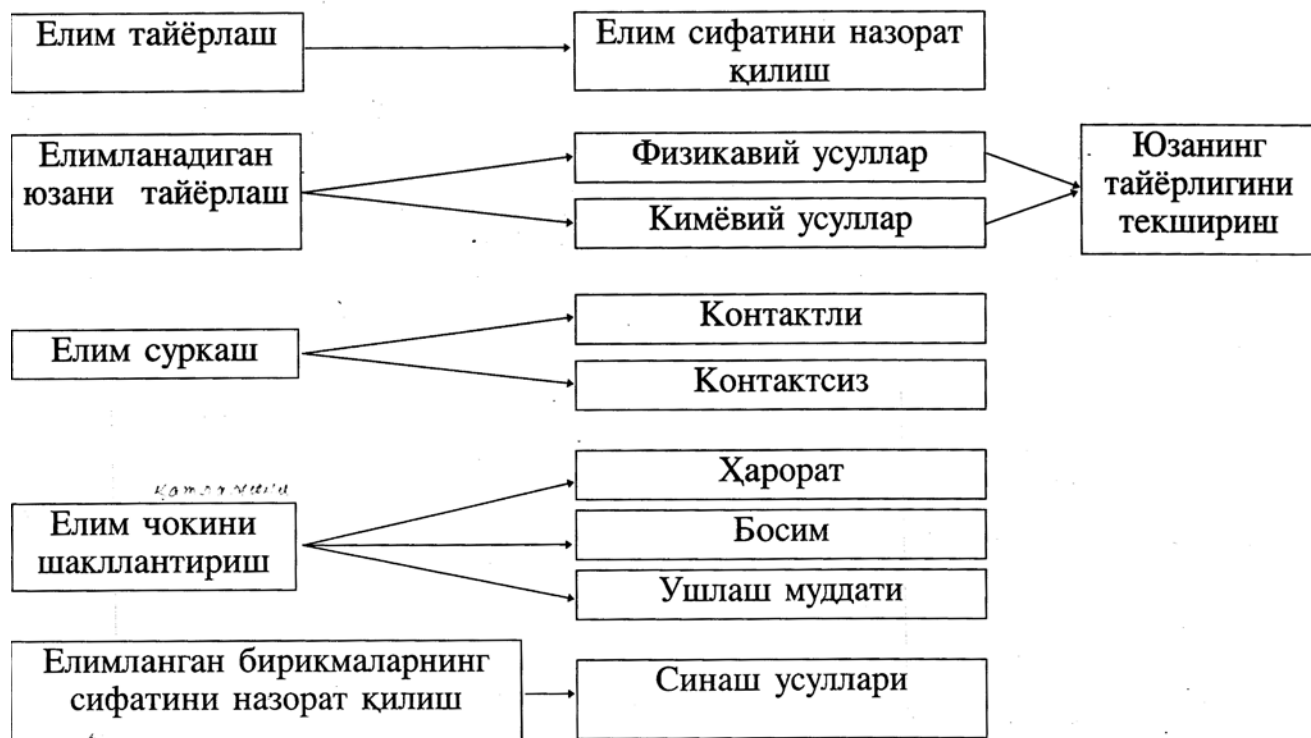 Елим тайёрлаш
Елим сифатини назорат
қилиш
Елимланадиган
юзани тайёрлаш
Физикавий усуллар
Кимёвий усуллар
Юзанинг
тайёрлигини
текшириш
Елим суркаш
Контактли
Контактсиз
Елим чокини
шакллантириш
Ҳарорат
Босим
Ушлаш муддати
Елимланган бирикмаларнинг
сифатини назорат қилиш
Синаш усуллари